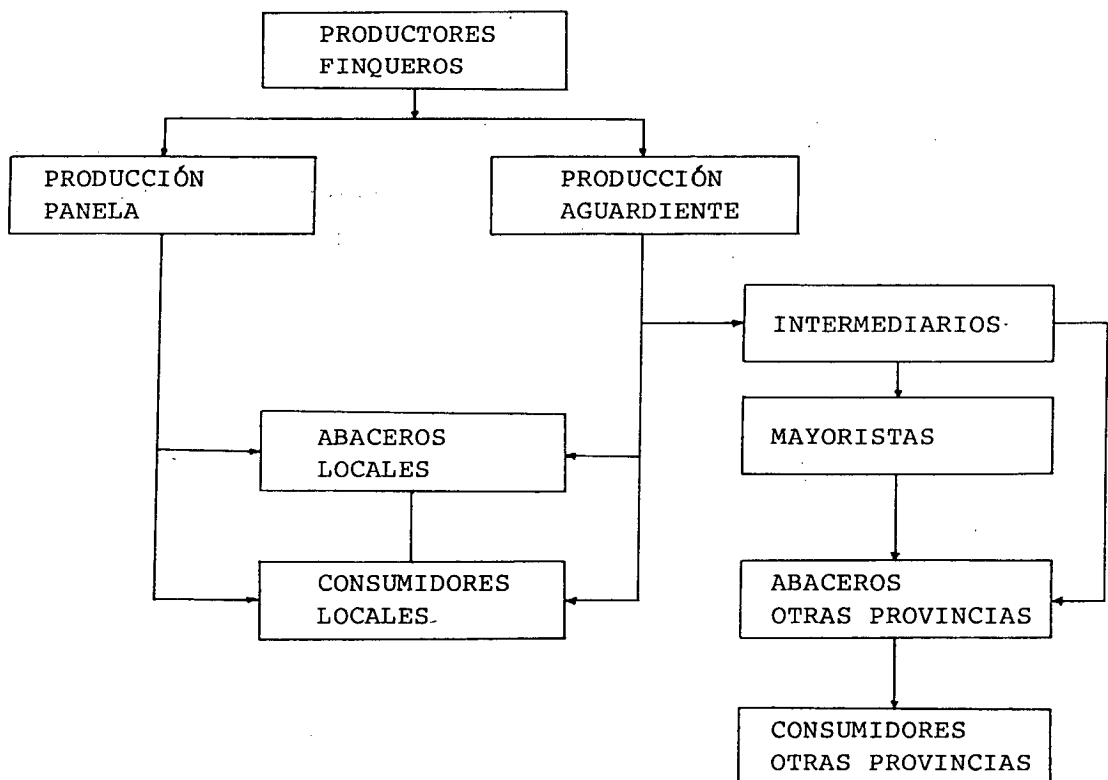 PRODUCTORES
FINQUEROS
PRODUCCIÓN
PANELA
PRODUCCIÓN
AGUARDIENTE
INTERMEDIARIOS
ABACEROS
LOCALES
MAYORISTAS
CONSUMIDORES
LOCALES
ABACEROS
OTRAS PROVINCIAS
CONSUMIDORES
OTRAS PROVINCIAS